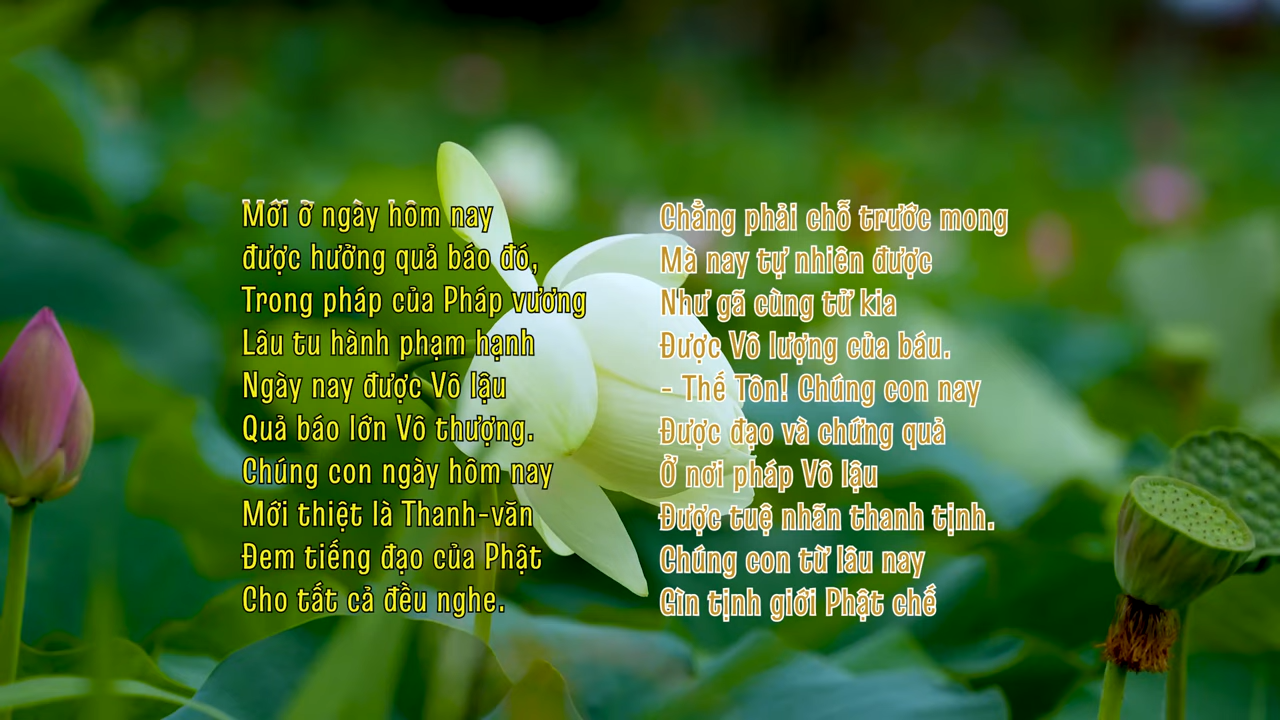 Mới ở ngày hôm nay
được hưởng quả báo đó,
Trong pháp của Pháp vương
Lâu tu hành phạm hạnh
Ngày nay được Vô lậu
Quả báo lớn Vô thượng.
Chúng con ngày hôm nay
Mới thiệt là Thanh-văn
Đem tiếng đạo của Phật
Cho tất cả đều nghe.
Chẳng phải chỗ trước mong
Mà nay tự nhiên được
Như gã cùng tử kia
Được Vô lượng của báu.
- Thế Tôn! Chúng con nay
Được đạo và chứng quả
Ở nơi pháp Vô lậu
Được tuệ nhãn thanh tịnh.
Chúng con từ lâu nay
Gìn tịnh giới Phật chế